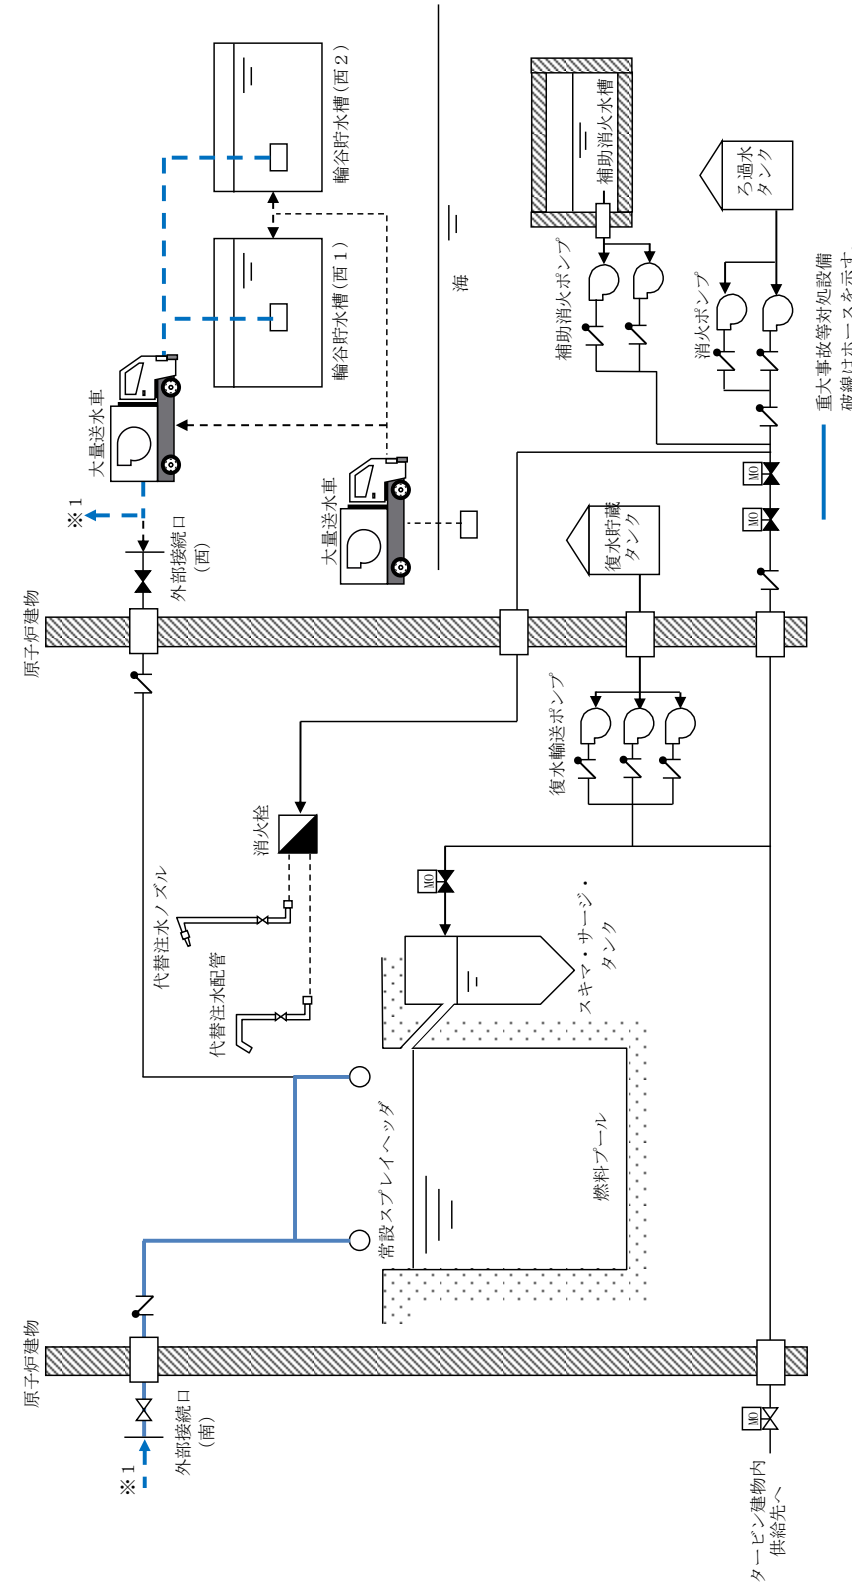 輪谷貯水槽(西２)
輪谷貯水槽(西１)
大量送水車
※１
外部接続口
(西)
原子炉建物
海
大量送水車
補助消火水槽
補助消火ポンプ
ろ過水
タンク
消火ポンプ
重大事故等対処設備
破線はホースを示す。
MO
MO
復水貯蔵
タンク
復水輸送ポンプ
消火栓
代替注水ノズル
代替注水配管
MO
スキマ・サージ・
タンク
常設スプレイヘッダ
燃料プール
原子炉建物
外部接続口
(南)
※１
MO
タービン建物内
供給先へ